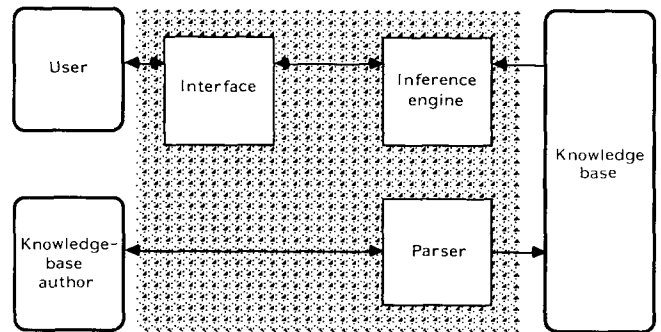 User
Interface
Inference
engine
Knowledge
base
Knowledge-
base
author
Parser